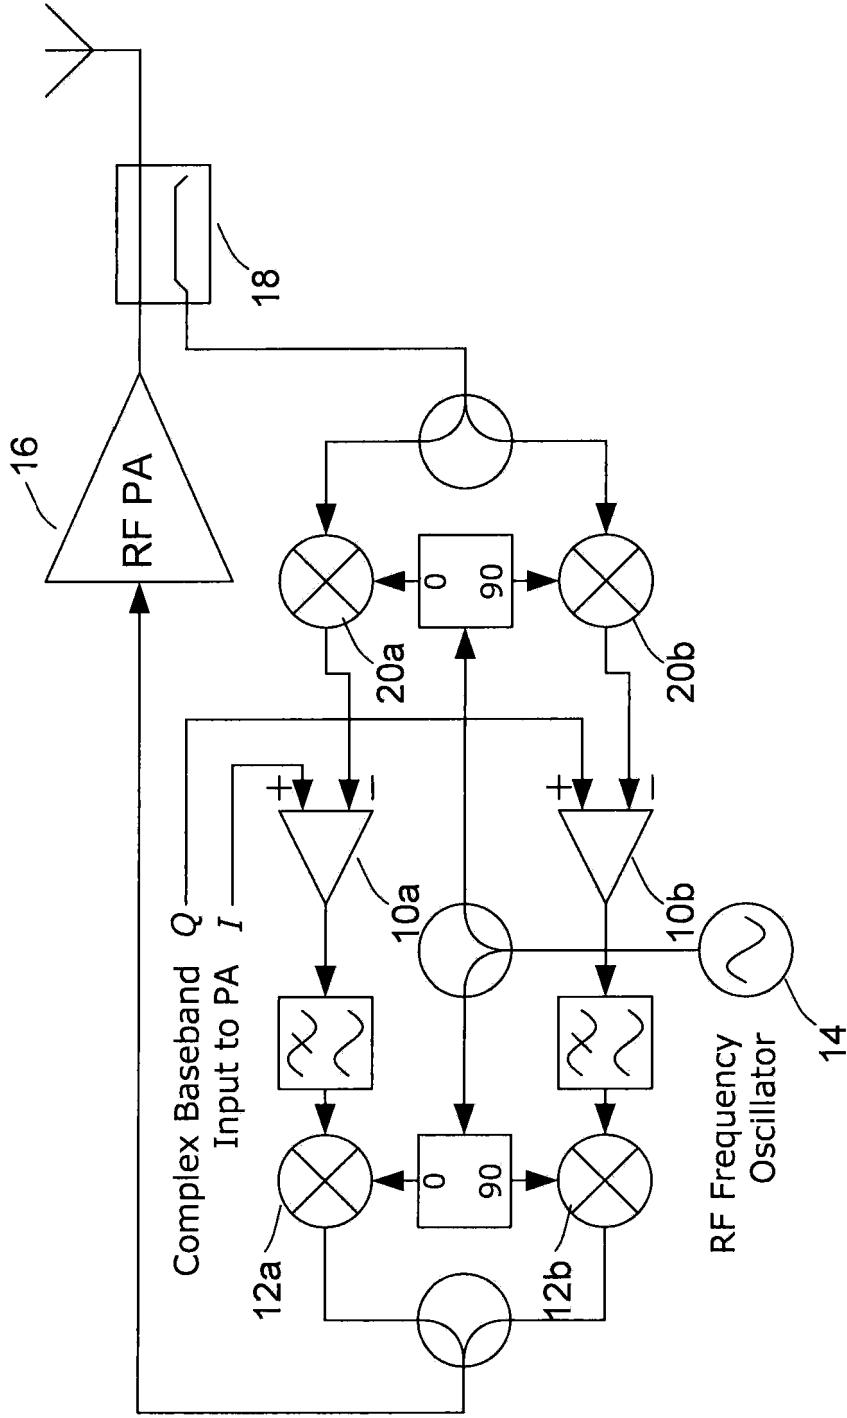 16
RF PA
18
Complex Baseband Q
Input to PA I
+
−
10a
20a
0
90
12a
0
90
+
−
10b
20b
12b
RF Frequency
Oscillator
14